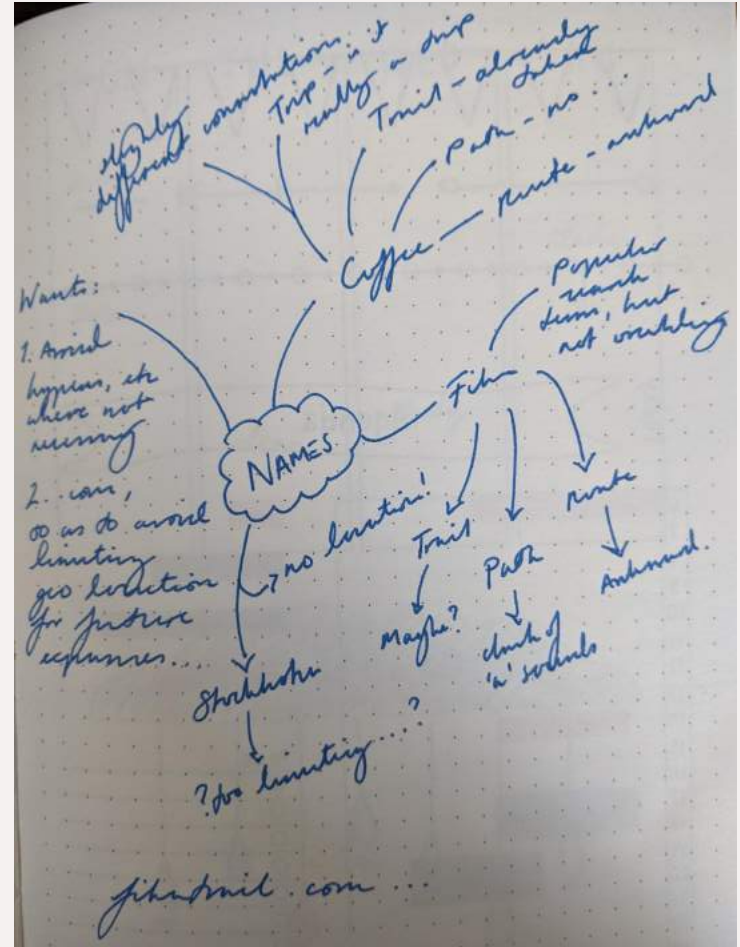 slightly
different connotations
Trip - is it
really a trip
Trail - already
taken
Path - no...
Route - awkward
Coffee
Popular
search
term, but
not wedded
Fika
Wants:
1. Avoid
hyphens, etc
where not
necessary
2. .com,
so as to avoid
limiting
geo location
for future
expansion...
NAMES
no location!
Trail
Maybe?
Path
clash of
'a' sounds
Route
Awkward.
Stockholm
? too limiting....?
fikatrail.com...